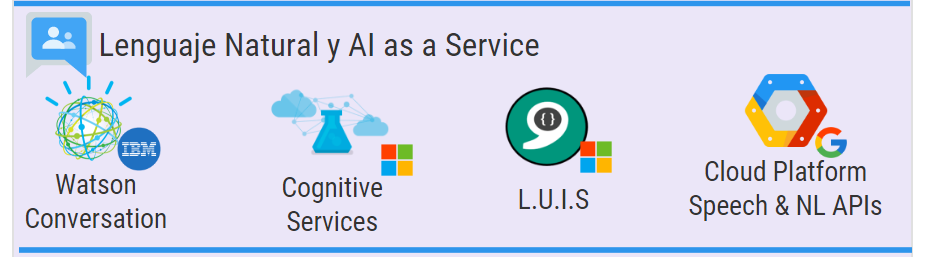 Lenguaje Natural y AI as a Service
IBM
Watson
Conversation
Cognitive
Services
{}
L.U.I.S
G
Cloud Platform
Speech & NL APIs